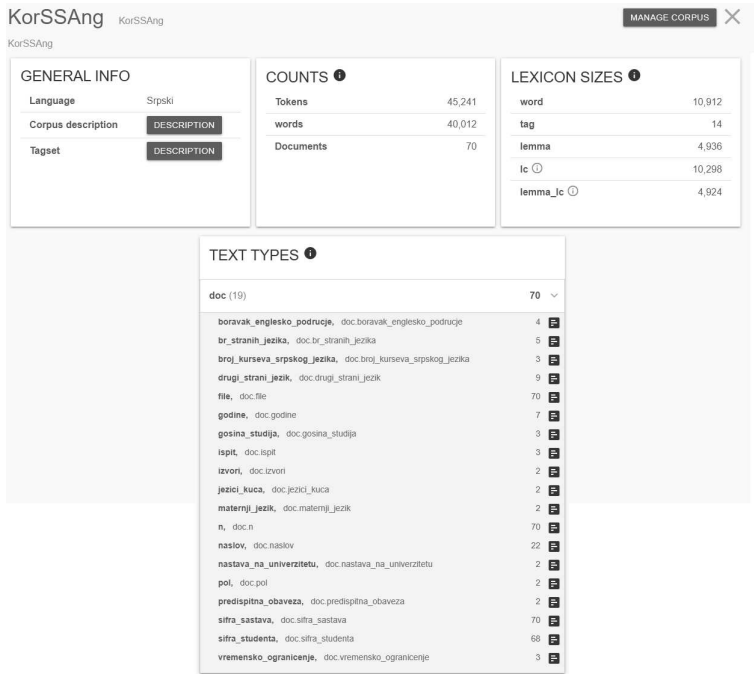 KorSSAng KorSSAng MANAGE CORPUS
KorSSAng
GENERAL INFO
Language Srpski
Corpus description DESCRIPTION
Tagset DESCRIPTION
COUNTS
Tokens 45,241
words 40,012
Documents 70
LEXICON SIZES
word 10,912
tag 14
lemma 4,936
lc 10,298
lemma_lc 4,924
TEXT TYPES
doc (19) 70
boravak_englesko_podrucje, doc.boravak_englesko_podrucje 4
br_stranih_jezika, doc.br_stranih_jezika 5
broj_kurseva_srpskog_jezika, doc.broj_kurseva_srpskog_jezika 3
drugi_strani_jezik, doc.drugi_strani_jezik 9
file, doc.file 70
godine, doc.godine 7
gosina_studija, doc.gosina_studija 3
ispit, doc.ispit 3
izvori, doc.izvori 2
jezici_kuca, doc.jezici_kuca 2
maternji_jezik, doc.maternji_jezik 2
n, doc.n 70
naslov, doc.naslov 22
nastava_na_univerzitetu, doc.nastava_na_univerzitetu 2
pol, doc.pol 2
predispitna_obaveza, doc.predispitna_obaveza 2
sifra_sastava, doc.sifra_sastava 70
sifra_studenta, doc.sifra_studenta 68
vremensko_ogranicenje, doc.vremensko_ogranicenje 3